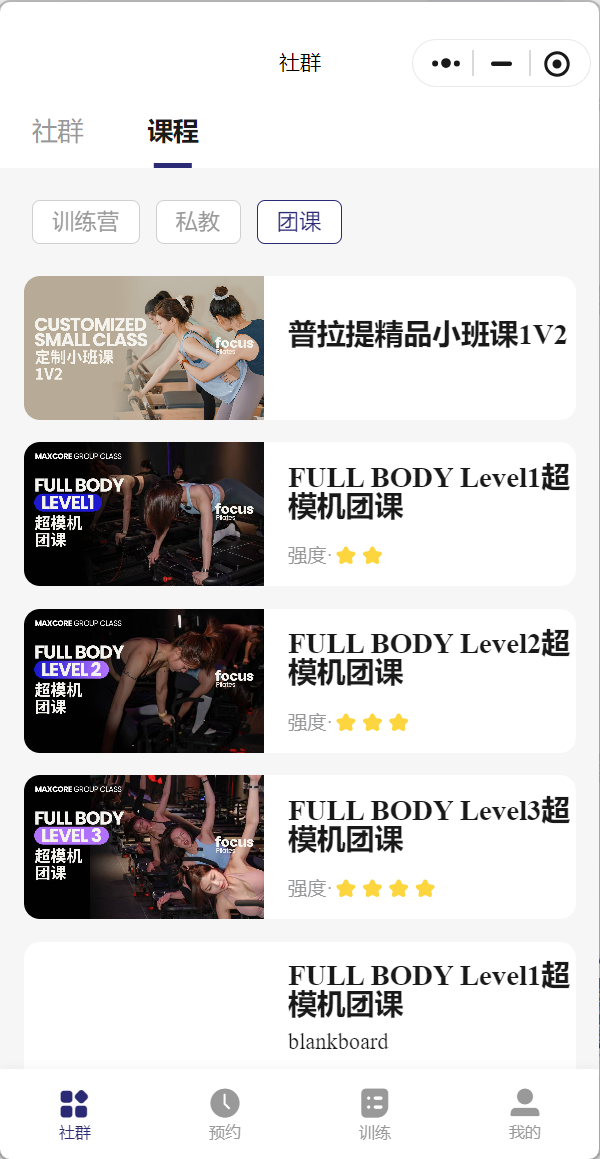 社群
社群
课程
训练营
私教
团课
CUSTOMIZED
SMALL CLASS
定制小班课
1V2
focus
Pilates
普拉提精品小班课1V2
MAXCORE GROUP CLASS
FULL BODY
LEVEL1
超模机
团课
focus
Pilates
FULL BODY Level1超
模机团课
强度·
MAXCORE GROUP CLASS
FULL BODY
LEVEL 2
超模机
团课
focus
Pilates
FULL BODY Level2超
模机团课
强度·
MAXCORE GROUP CLASS
FULL BODY
LEVEL 3
超模机
团课
focus
Pilates
FULL BODY Level3超
模机团课
强度·
FULL BODY Level1超
模机团课
blankboard
社群
预约
训练
我的